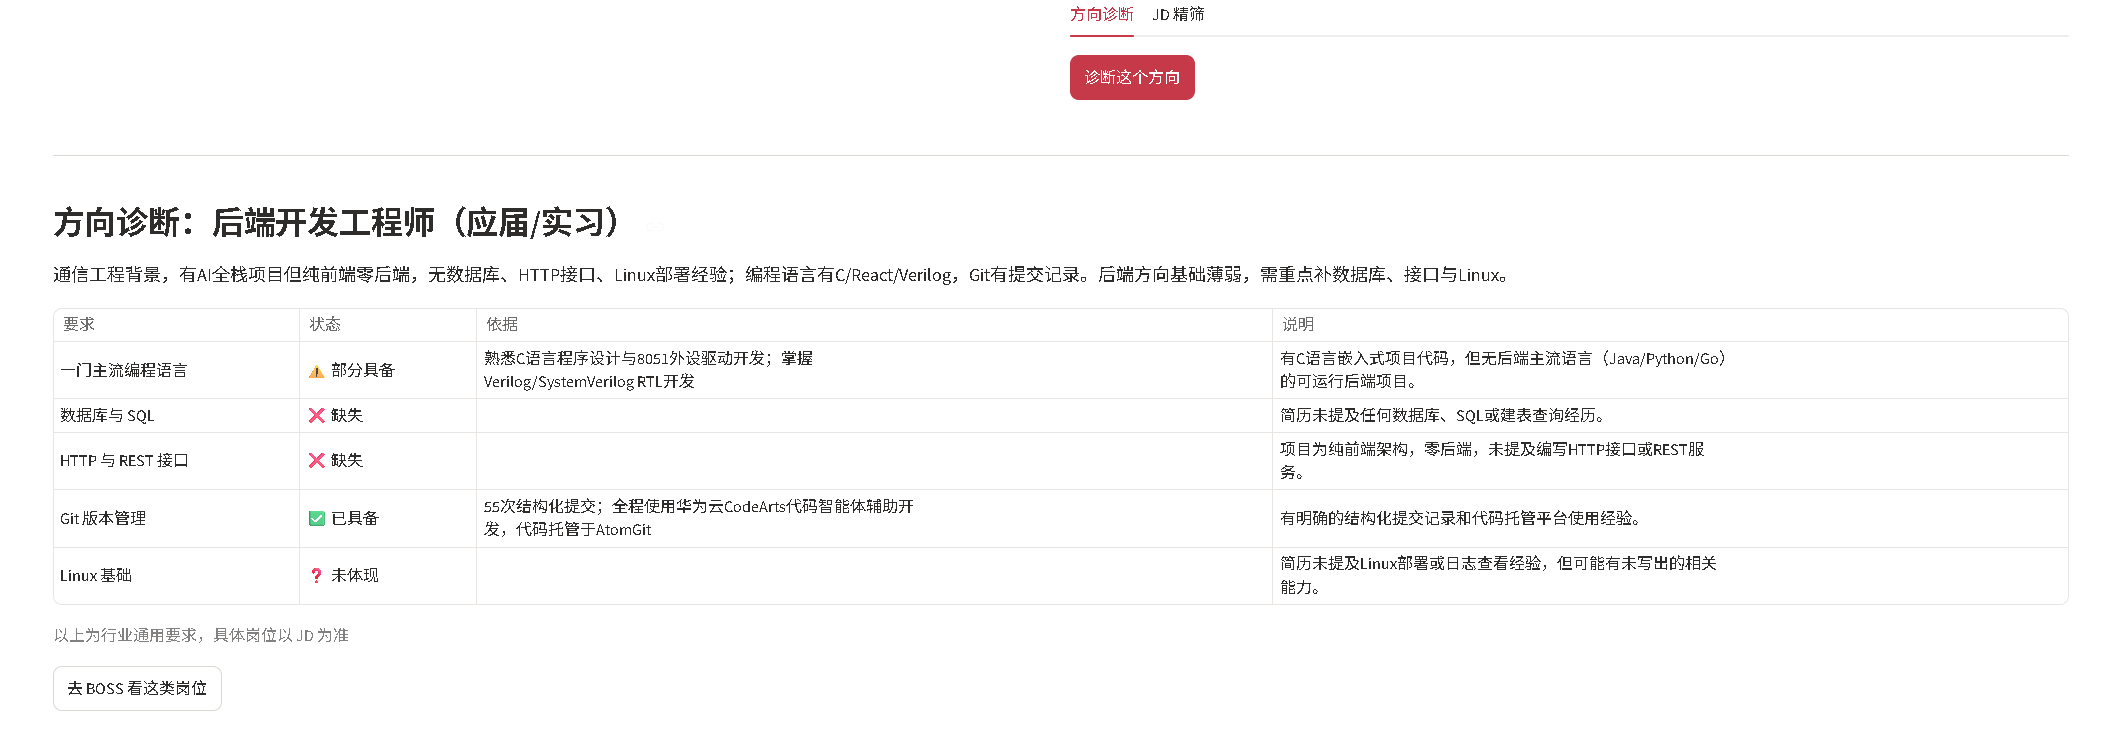 方向诊断 JD 精筛
诊断这个方向
方向诊断：后端开发工程师（应届/实习）
通信工程背景，有AI全栈项目但纯前端零后端，无数据库、HTTP接口、Linux部署经验；编程语言有C/React/Verilog，Git有提交记录。后端方向基础薄弱，需重点补数据库、接口与Linux。
要求 状态 依据 说明
一门主流编程语言 ⚠️ 部分具备
熟悉C语言程序设计与8051外设驱动开发；掌握
Verilog/SystemVerilog RTL开发
有C语言嵌入式项目代码，但无后端主流语言（Java/Python/Go）
的可运行后端项目。
数据库与 SQL ❌ 缺失 简历未提及任何数据库、SQL或建表查询经历。
HTTP 与 REST 接口 ❌ 缺失
项目为纯前端架构，零后端，未提及编写HTTP接口或REST服
务。
Git 版本管理 ✅ 已具备
55次结构化提交；全程使用华为云CodeArts代码智能体辅助开
发，代码托管于AtomGit
有明确的结构化提交记录和代码托管平台使用经验。
Linux 基础 ❓ 未体现
简历未提及Linux部署或日志查看经验，但可能有未写出的相关
能力。
以上为行业通用要求，具体岗位以 JD 为准
去 BOSS 看这类岗位